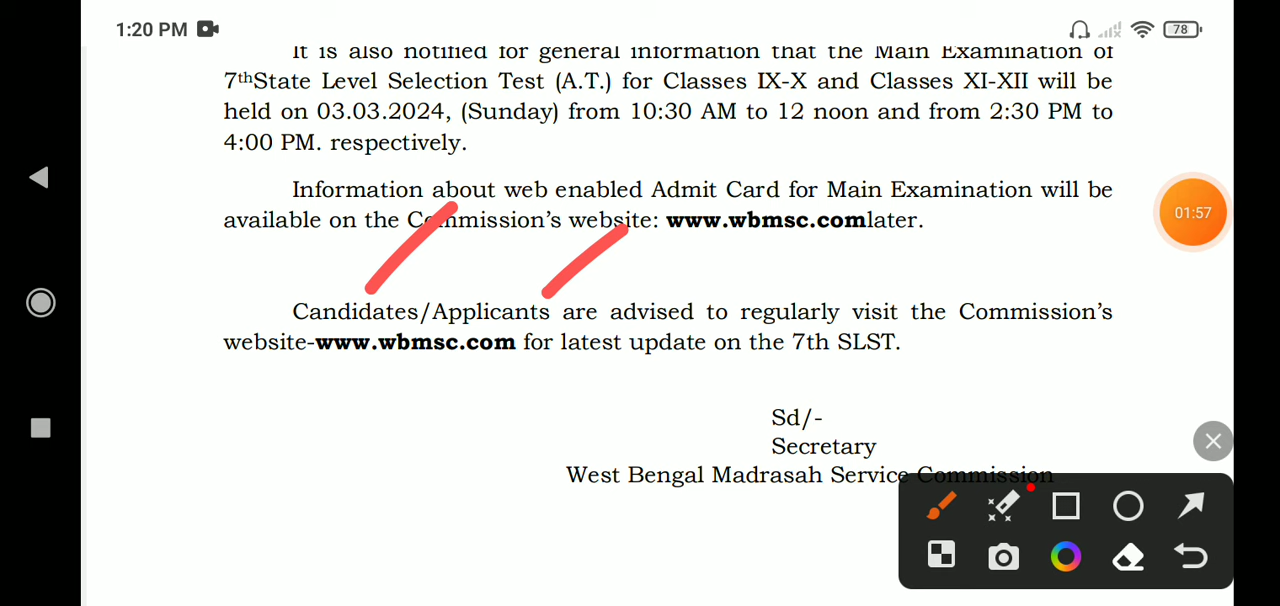 1:20 PM
78
It is also notified for general information that the Main Examination of
7thState Level Selection Test (A.T.) for Classes IX-X and Classes XI-XII will be
held on 03.03.2024, (Sunday) from 10:30 AM to 12 noon and from 2:30 PM to
4:00 PM. respectively.
Information about web enabled Admit Card for Main Examination will be
available on the Commission's website: www.wbmsc.comlater.
01:57
Candidates/Applicants are advised to regularly visit the Commission's
website-www.wbmsc.com for latest update on the 7th SLST.
Sd/-
Secretary
West Bengal Madrasah Service Commission